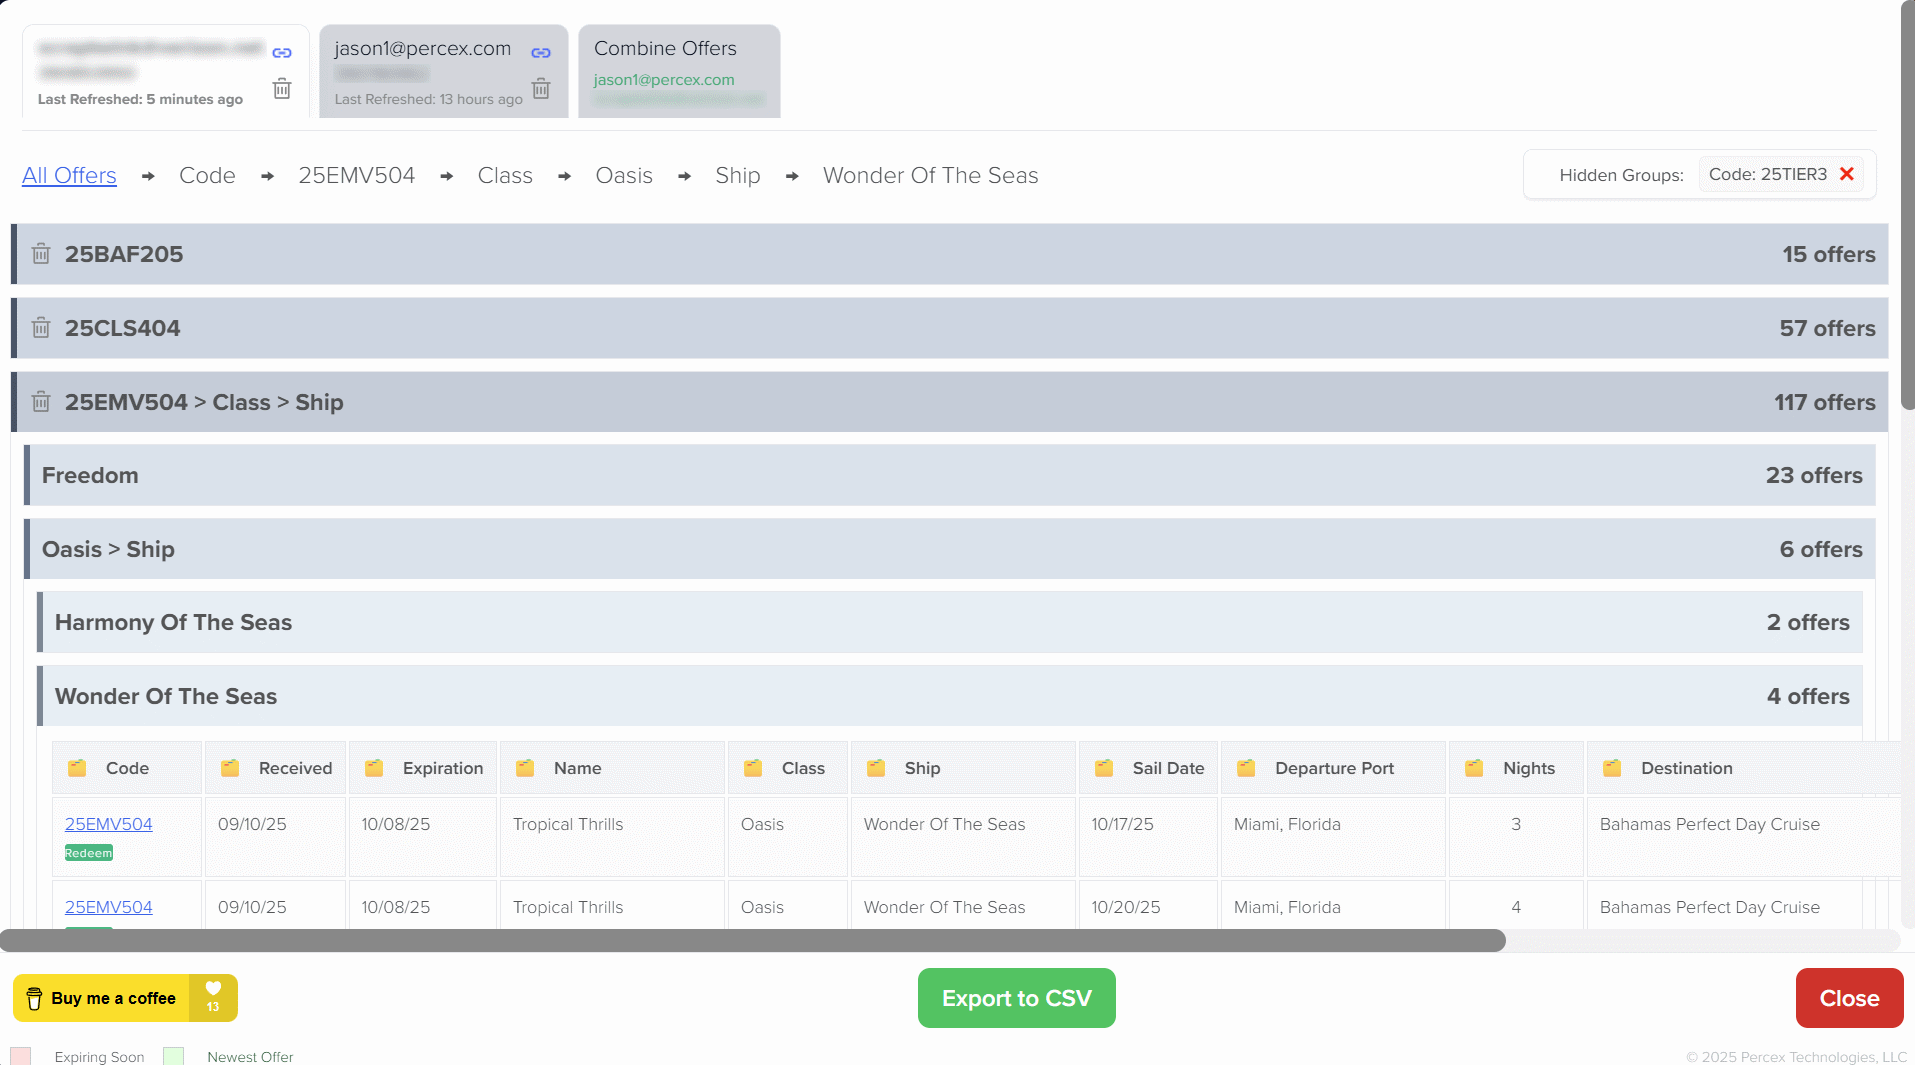 Last Refreshed: 5 minutes ago
jason1@percex.com
Last Refreshed: 13 hours ago
Combine Offers
jason1@percex.com
All Offers → Code → 25EMV504 → Class → Oasis → Ship → Wonder Of The Seas
Hidden Groups: Code: 25TIER3 ❌
25BAF205 15 offers
25CLS404 57 offers
25EMV504 > Class > Ship 117 offers
Freedom 23 offers
Oasis > Ship 6 offers
Harmony Of The Seas 2 offers
Wonder Of The Seas 4 offers
Code Received Expiration Name Class Ship Sail Date Departure Port Nights Destination
25EMV504 09/10/25 10/08/25 Tropical Thrills Oasis Wonder Of The Seas 10/17/25 Miami, Florida 3 Bahamas Perfect Day Cruise
Redeem
25EMV504 09/10/25 10/08/25 Tropical Thrills Oasis Wonder Of The Seas 10/20/25 Miami, Florida 4 Bahamas Perfect Day Cruise
Buy me a coffee 13
Export to CSV
Close
Expiring Soon Newest Offer
© 2025 Percex Technologies, LLC